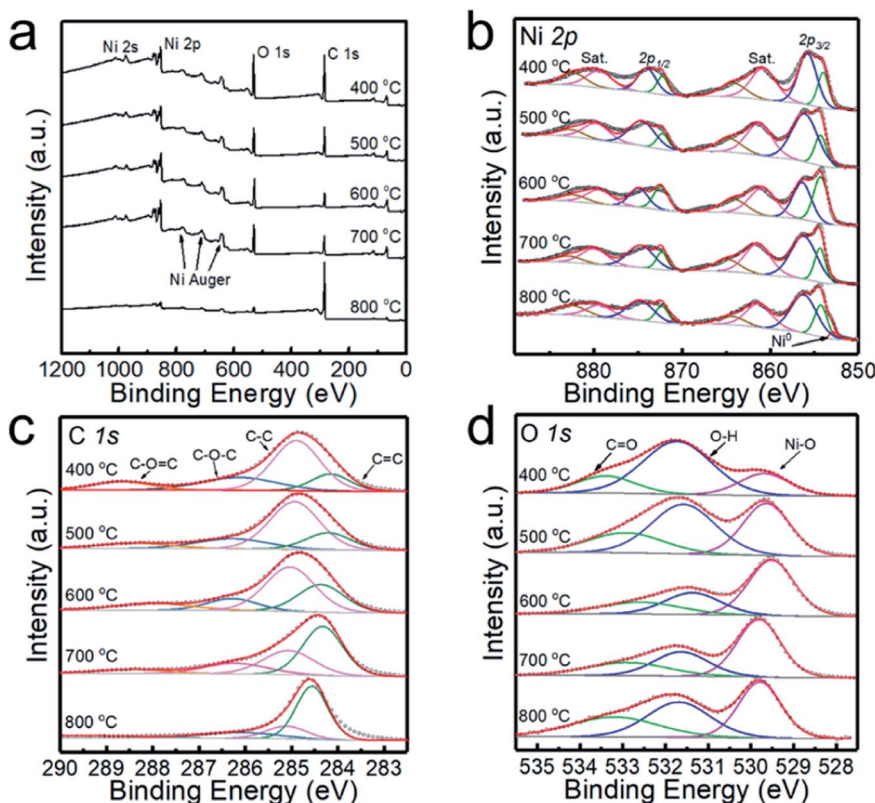 a
Ni 2s
Ni 2p
O 1s
C 1s
400 °C
500 °C
600 °C
700 °C
Ni Auger
800 °C
Intensity (a.u.)
1200 1000 800 600 400 200 0
Binding Energy (eV)
b
Ni 2p
2p3/2
400 °C
Sat.
2p1/2
Sat.
500 °C
600 °C
700 °C
800 °C
Ni⁰
Intensity (a.u.)
880 870 860 850
Binding Energy (eV)
c
C 1s
C-C
C-O-C
C-O=C
C=C
400 °C
500 °C
600 °C
700 °C
800 °C
Intensity (a.u.)
290 289 288 287 286 285 284 283
Binding Energy (eV)
d
O 1s
C=O
O-H
Ni-O
400 °C
500 °C
600 °C
700 °C
800 °C
Intensity (a.u.)
535 534 533 532 531 530 529 528
Binding Energy (eV)